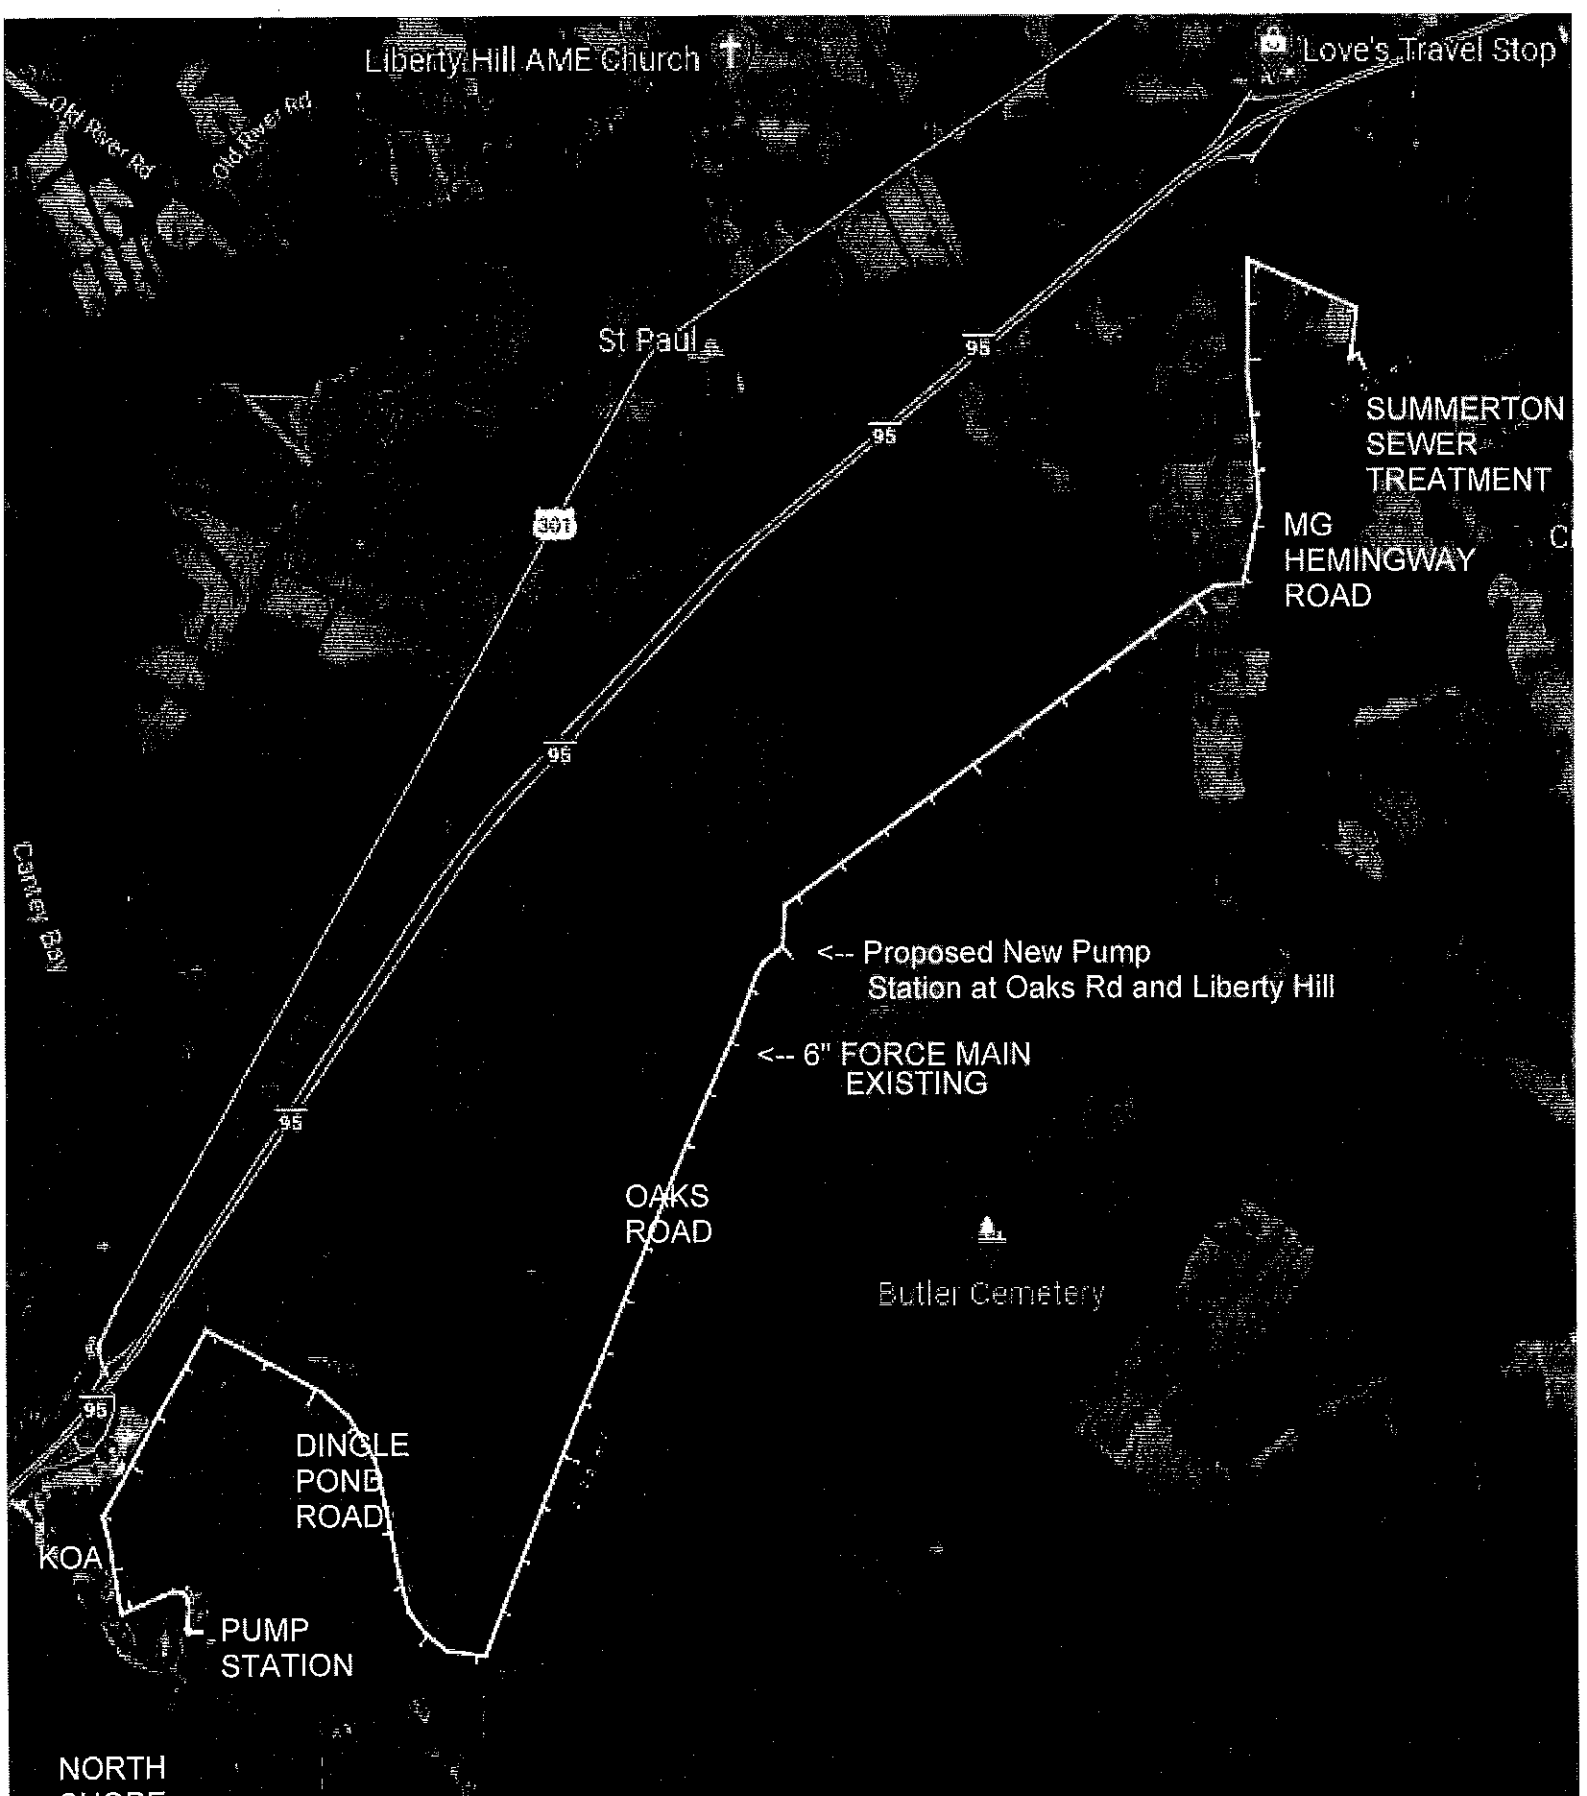 Liberty Hill AME Church
Love's Travel Stop
Old River Rd
Old River Rd
St Paul
95
95
SUMMERTON
SEWER
TREATMENT
301
MG
HEMINGWAY
ROAD
95
<-- Proposed New Pump
Station at Oaks Rd and Liberty Hill
<-- 6" FORCE MAIN
EXISTING
95
OAKS
ROAD
Butler Cemetery
95
DINGLE
POND
ROAD
KOA
PUMP
STATION
NORTH